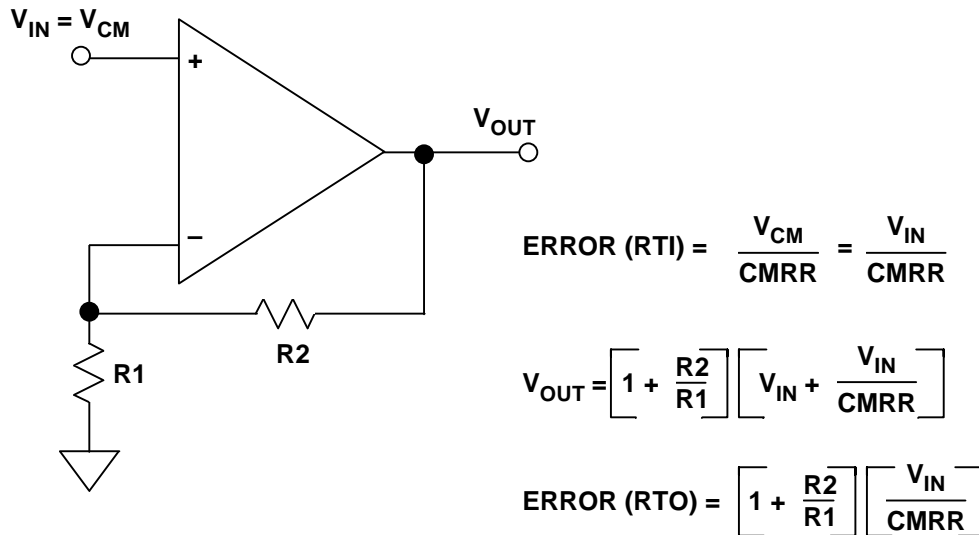 V_IN = V_CM
+
V_OUT
−
R2
R1
ERROR (RTI) = V_CM / CMRR = V_IN / CMRR
V_OUT = [ 1 + R2 / R1 ] [ V_IN + V_IN / CMRR ]
ERROR (RTO) = [ 1 + R2 / R1 ] [ V_IN / CMRR ]